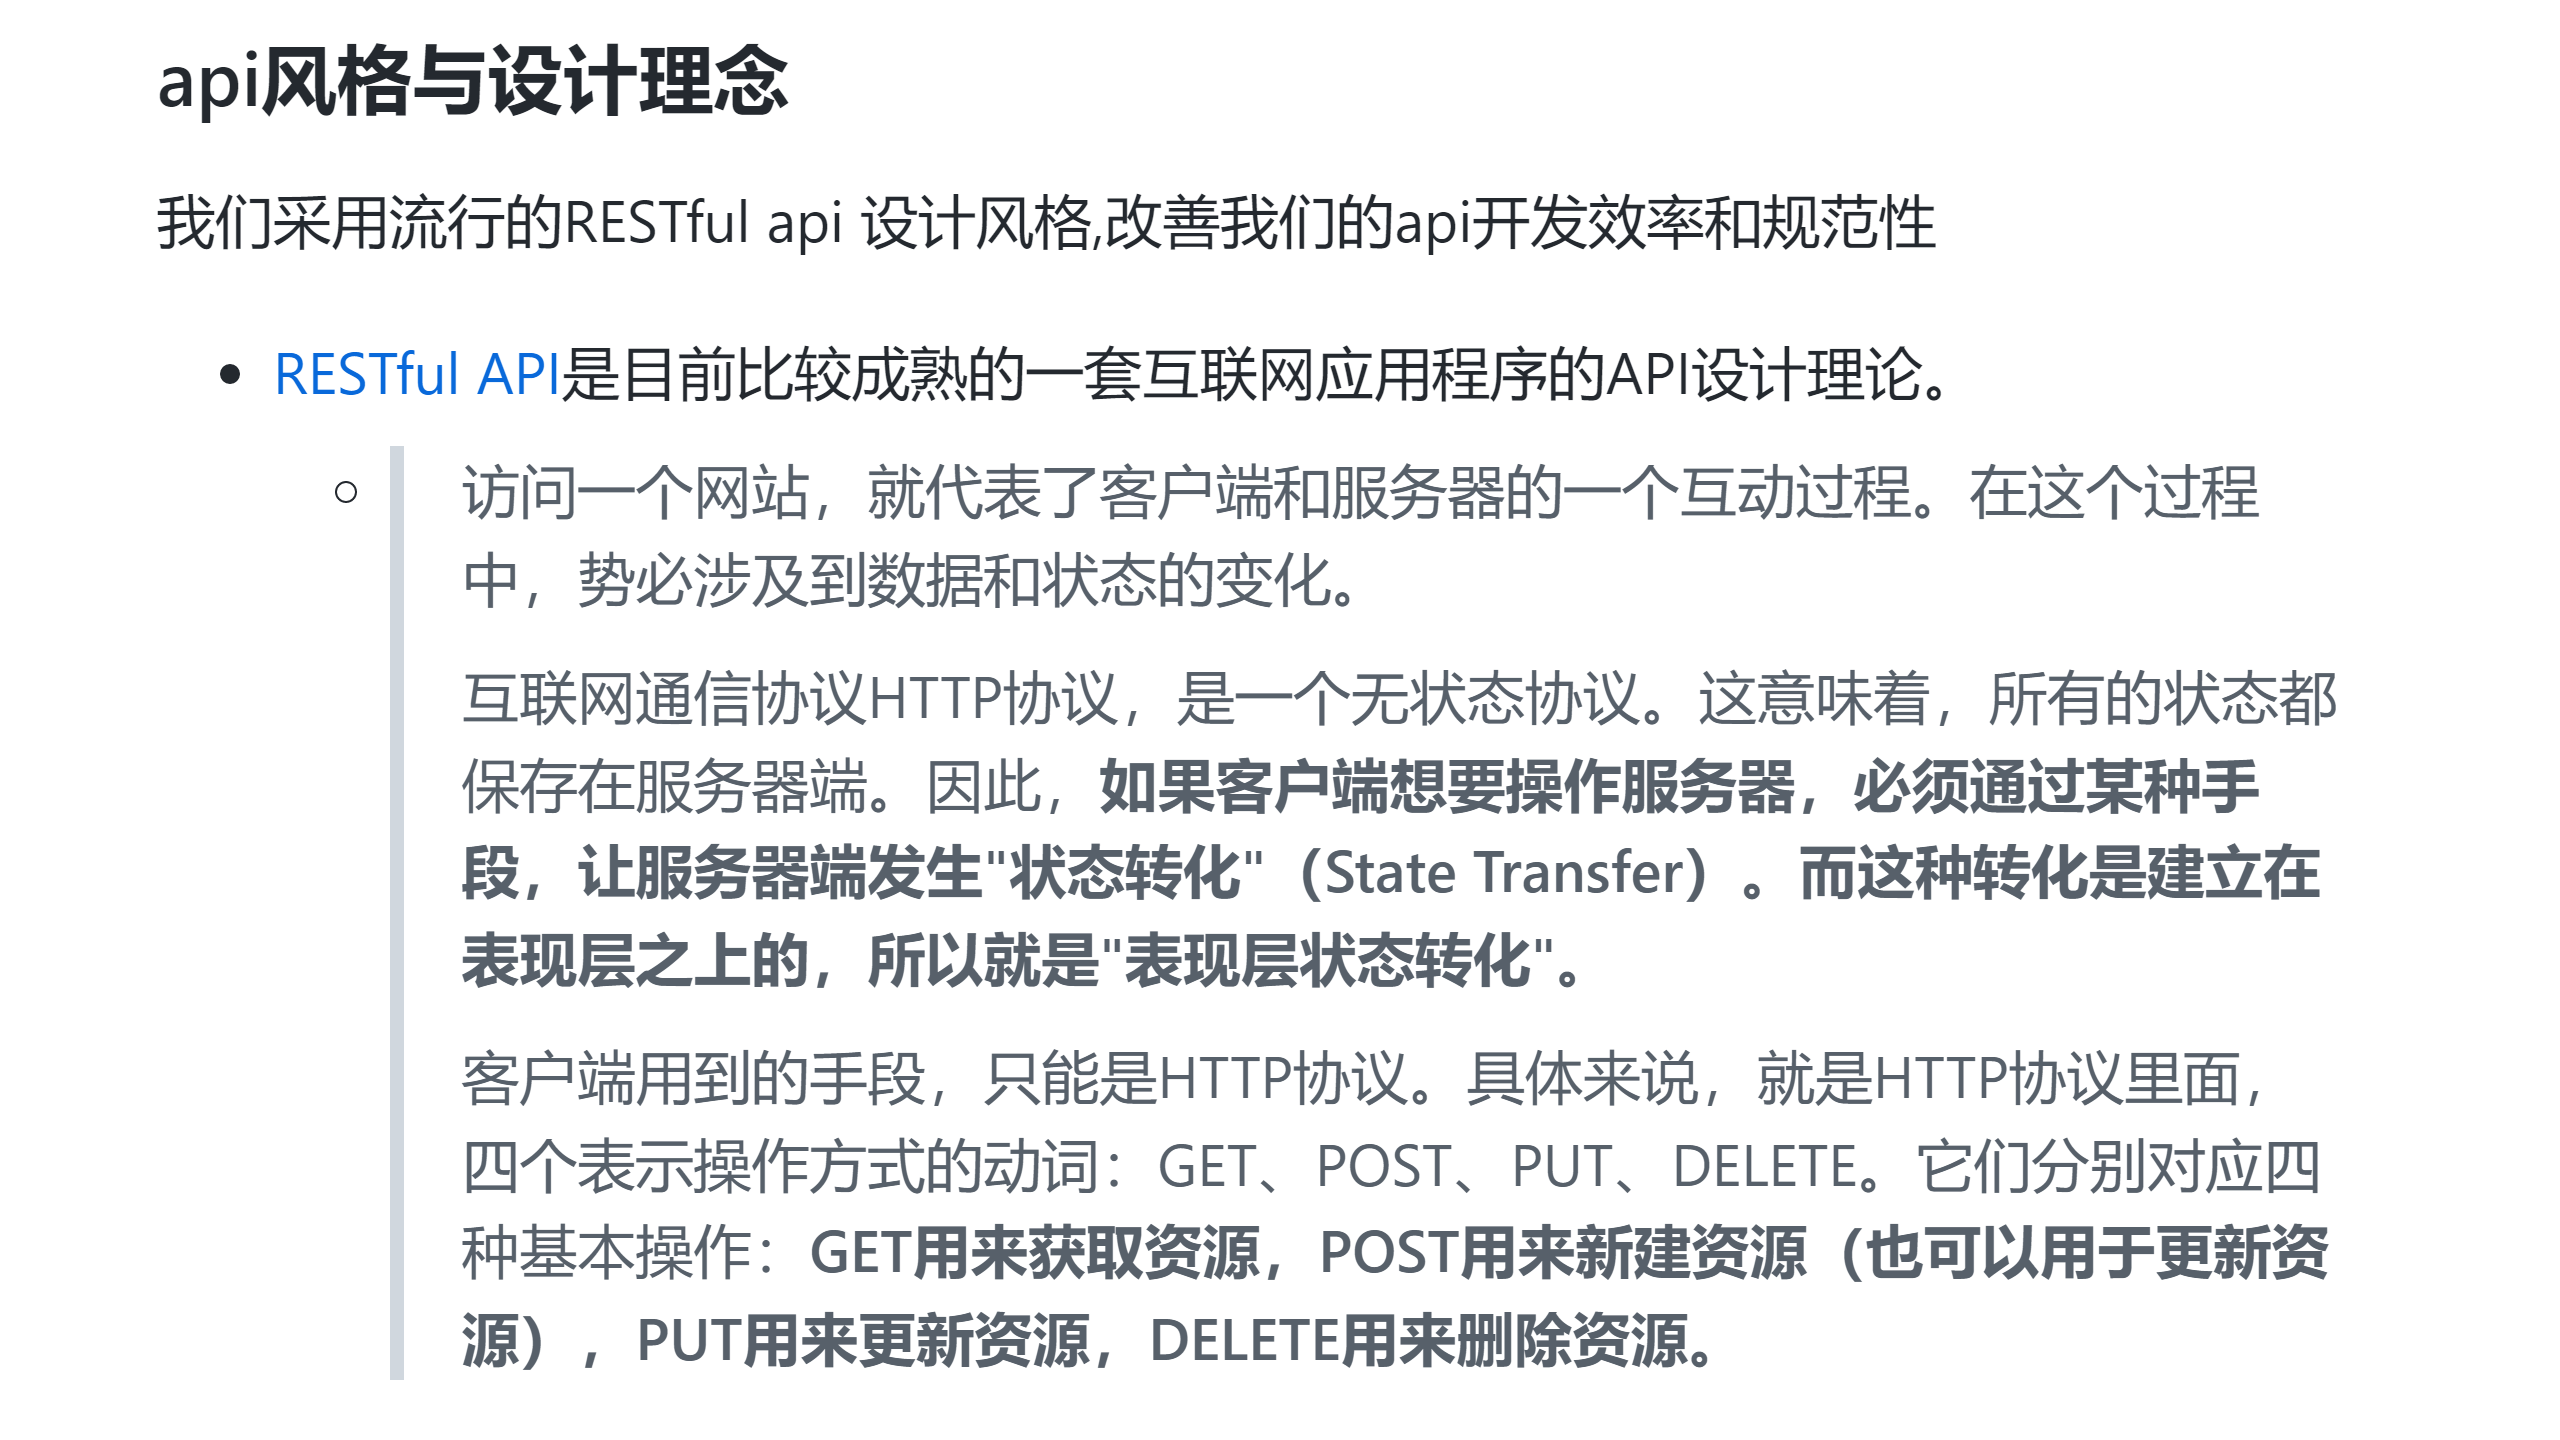 api风格与设计理念
我们采用流行的RESTful api 设计风格,改善我们的api开发效率和规范性
RESTful API是目前比较成熟的一套互联网应用程序的API设计理论。
访问一个网站，就代表了客户端和服务器的一个互动过程。在这个过程
中，势必涉及到数据和状态的变化。
互联网通信协议HTTP协议，是一个无状态协议。这意味着，所有的状态都
保存在服务器端。因此，如果客户端想要操作服务器，必须通过某种手
段，让服务器端发生"状态转化"（State Transfer）。而这种转化是建立在
表现层之上的，所以就是"表现层状态转化"。
客户端用到的手段，只能是HTTP协议。具体来说，就是HTTP协议里面，
四个表示操作方式的动词：GET、POST、PUT、DELETE。它们分别对应四
种基本操作：GET用来获取资源，POST用来新建资源（也可以用于更新资
源），PUT用来更新资源，DELETE用来删除资源。